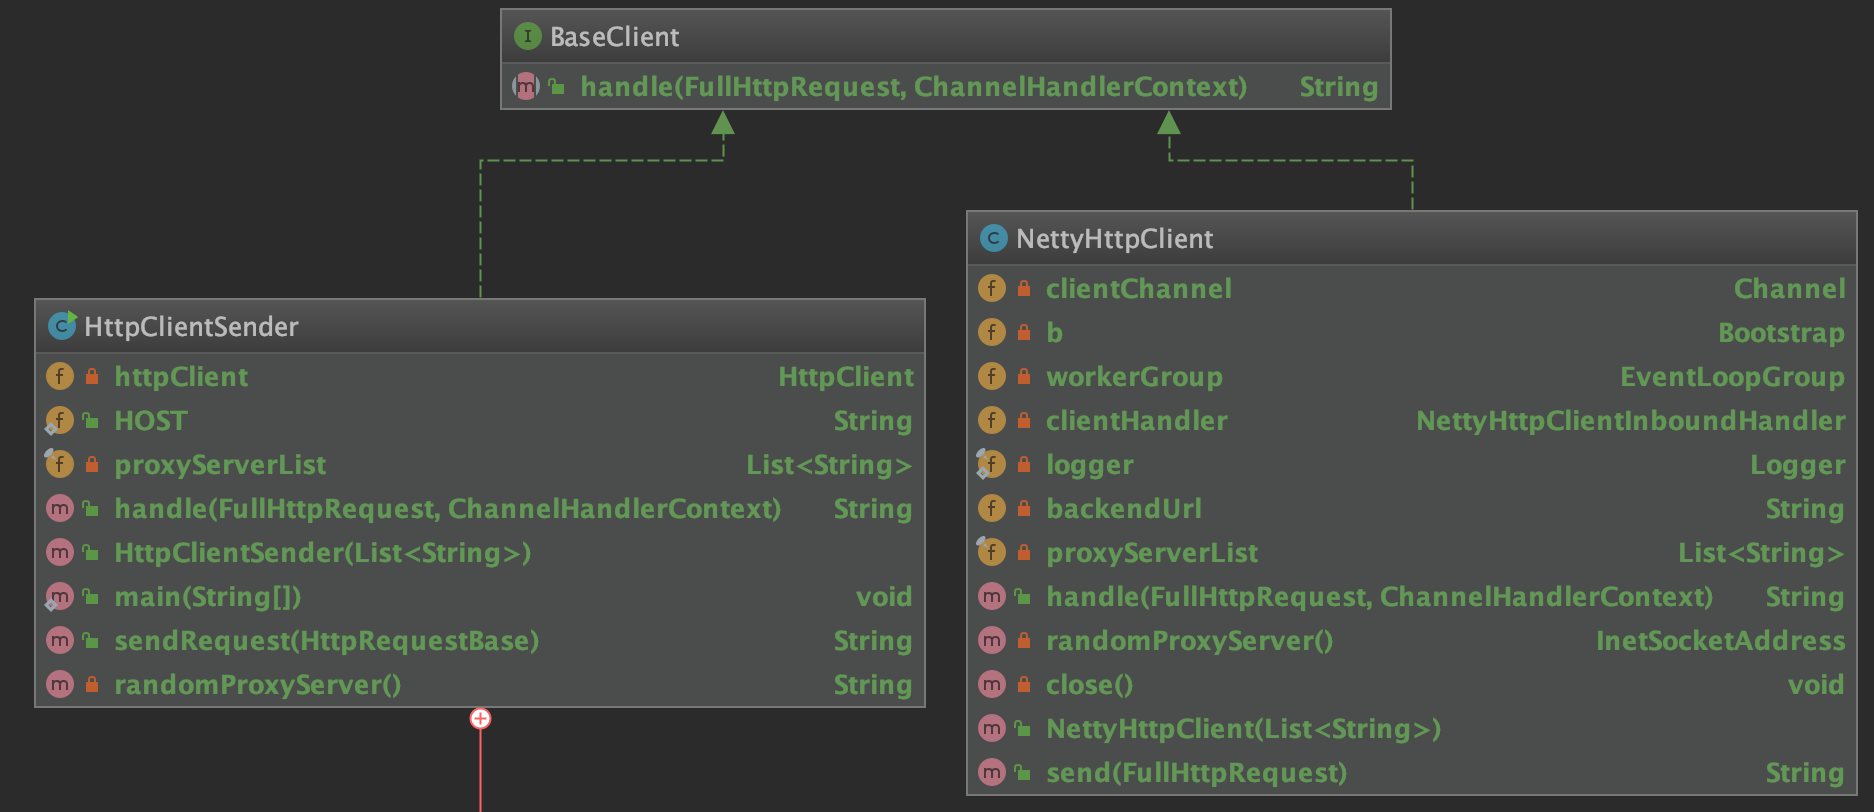 BaseClient
handle(FullHttpRequest, ChannelHandlerContext) String
HttpClientSender
httpClient HttpClient
HOST String
proxyServerList List<String>
handle(FullHttpRequest, ChannelHandlerContext) String
HttpClientSender(List<String>)
main(String[]) void
sendRequest(HttpRequestBase) String
randomProxyServer() String
NettyHttpClient
clientChannel Channel
b Bootstrap
workerGroup EventLoopGroup
clientHandler NettyHttpClientInboundHandler
logger Logger
backendUrl String
proxyServerList List<String>
handle(FullHttpRequest, ChannelHandlerContext) String
randomProxyServer() InetSocketAddress
close() void
NettyHttpClient(List<String>)
send(FullHttpRequest) String